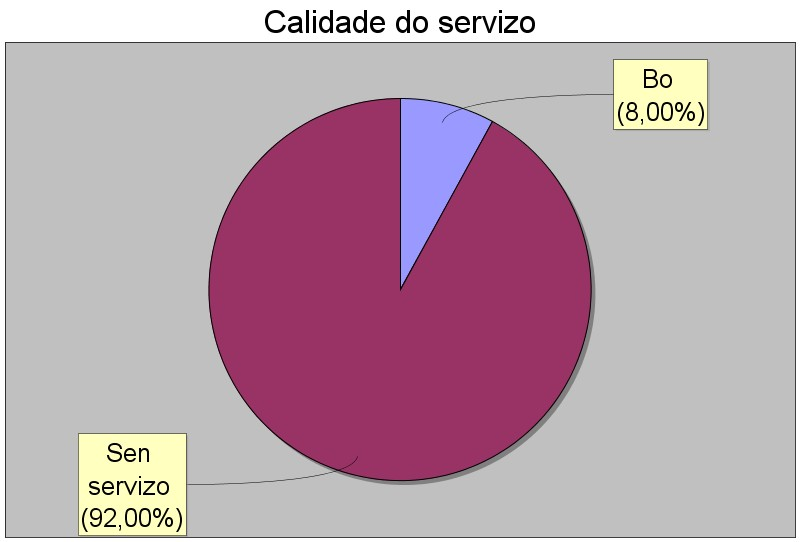 Calidade do servizo
Bo
(8,00%)
Sen
servizo
(92,00%)